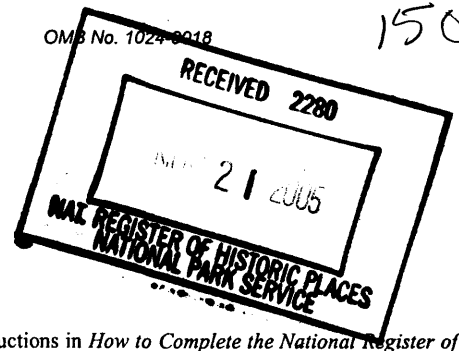 OMB No. 1024-0018
150
RECEIVED 2280
21 2005
NAT. REGISTER OF HISTORIC PLACES
NATIONAL PARK SERVICE
uctions in How to Complete the National Register of